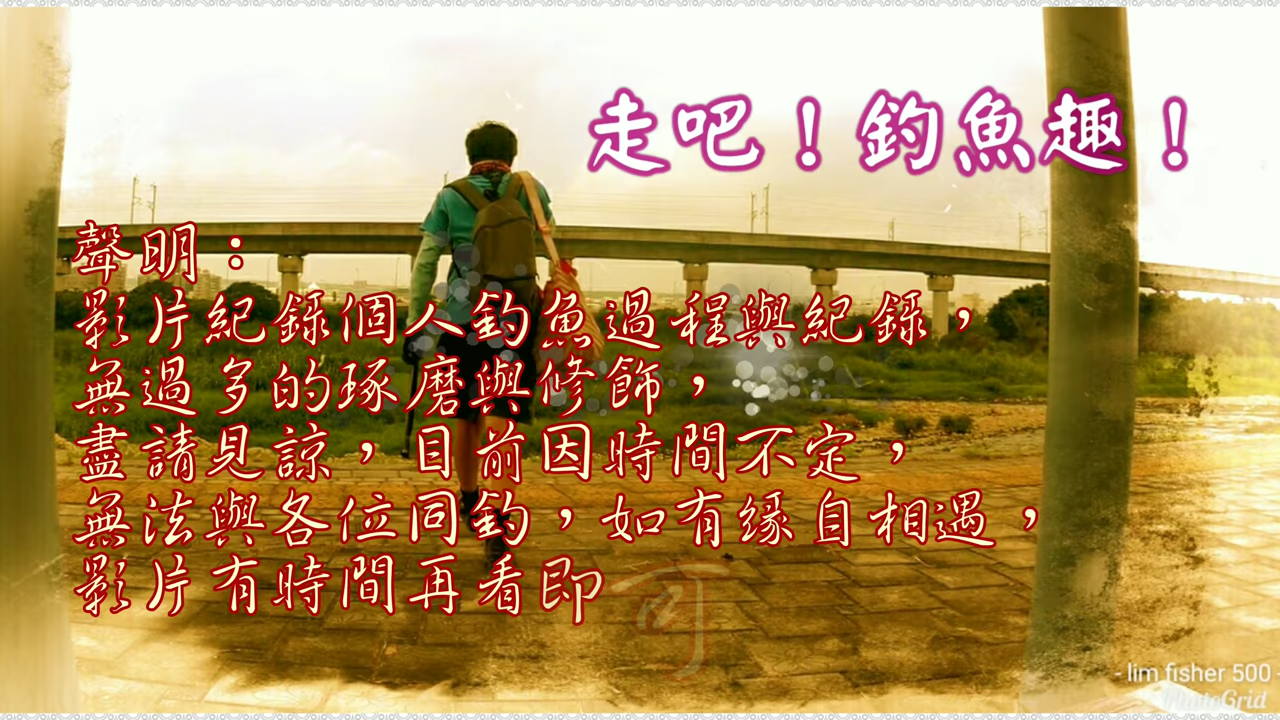 走吧！釣魚趣！
聲明：
影片紀錄個人釣魚過程與紀錄，
無過多的琢磨與修飾，
盡請見諒，目前因時間不定，
無法與各位同釣，如有緣自相遇，
影片有時間再看即可
- lim fisher 500 -
PhotoGrid